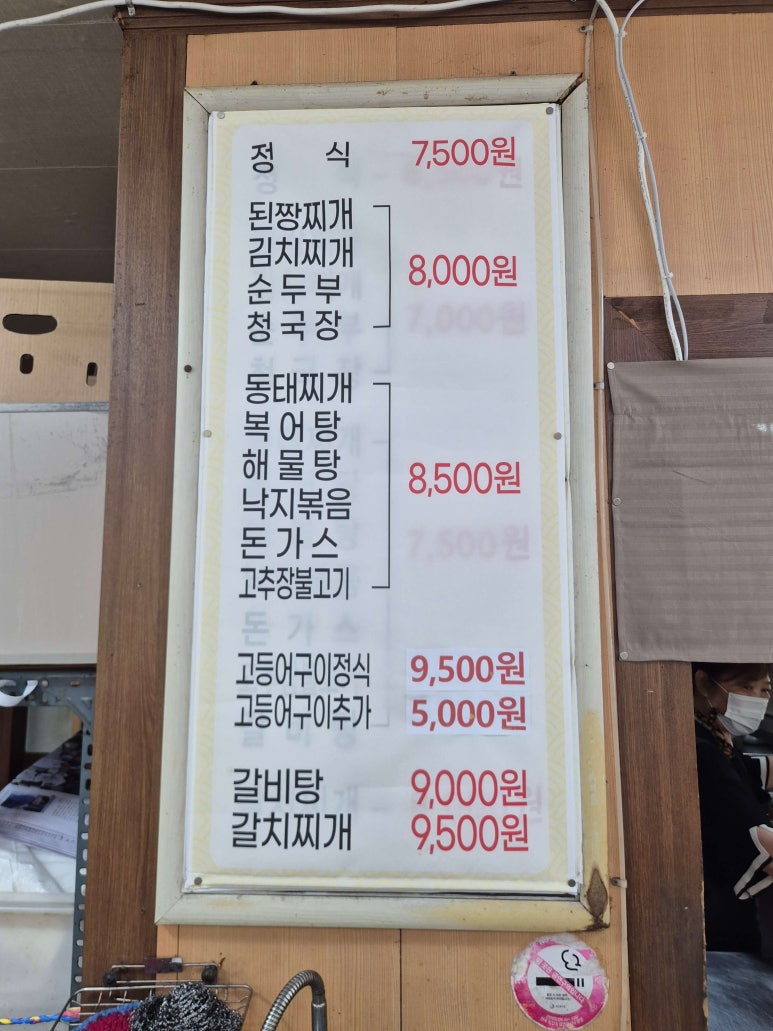 정 식 7,500원
된장찌개
김치찌개
순두부
청국장
8,000원
동태찌개
복어탕
해물탕
낙지볶음
돈가스
고추장불고기
8,500원
고등어구이정식 9,500원
고등어구이추가 5,000원
갈비탕 9,000원
갈치찌개 9,500원